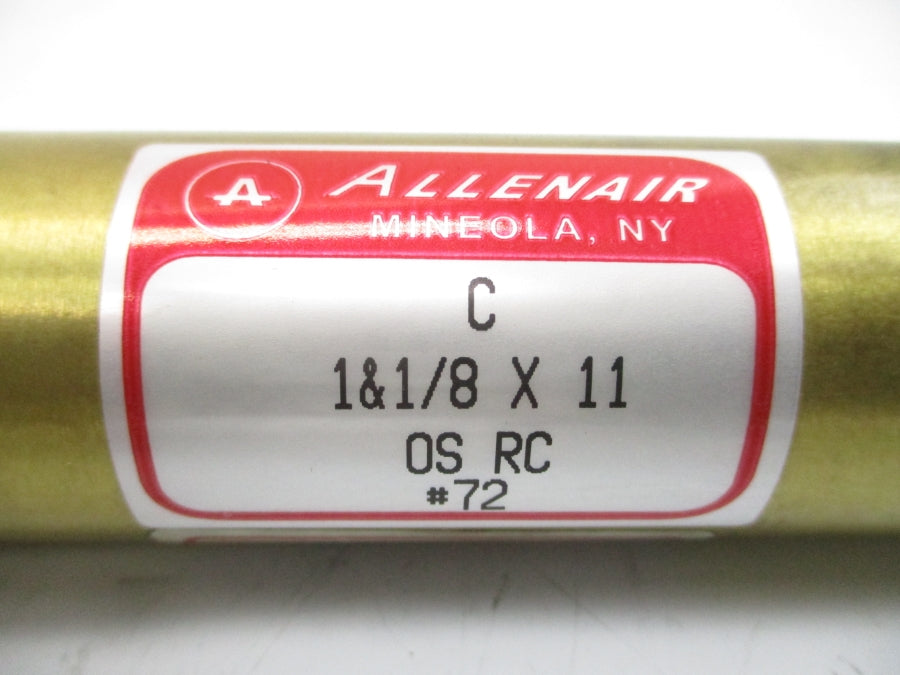 A ALLENAIR
MINEOLA, NY
C
1&1/8 X 11
OS RC
#72